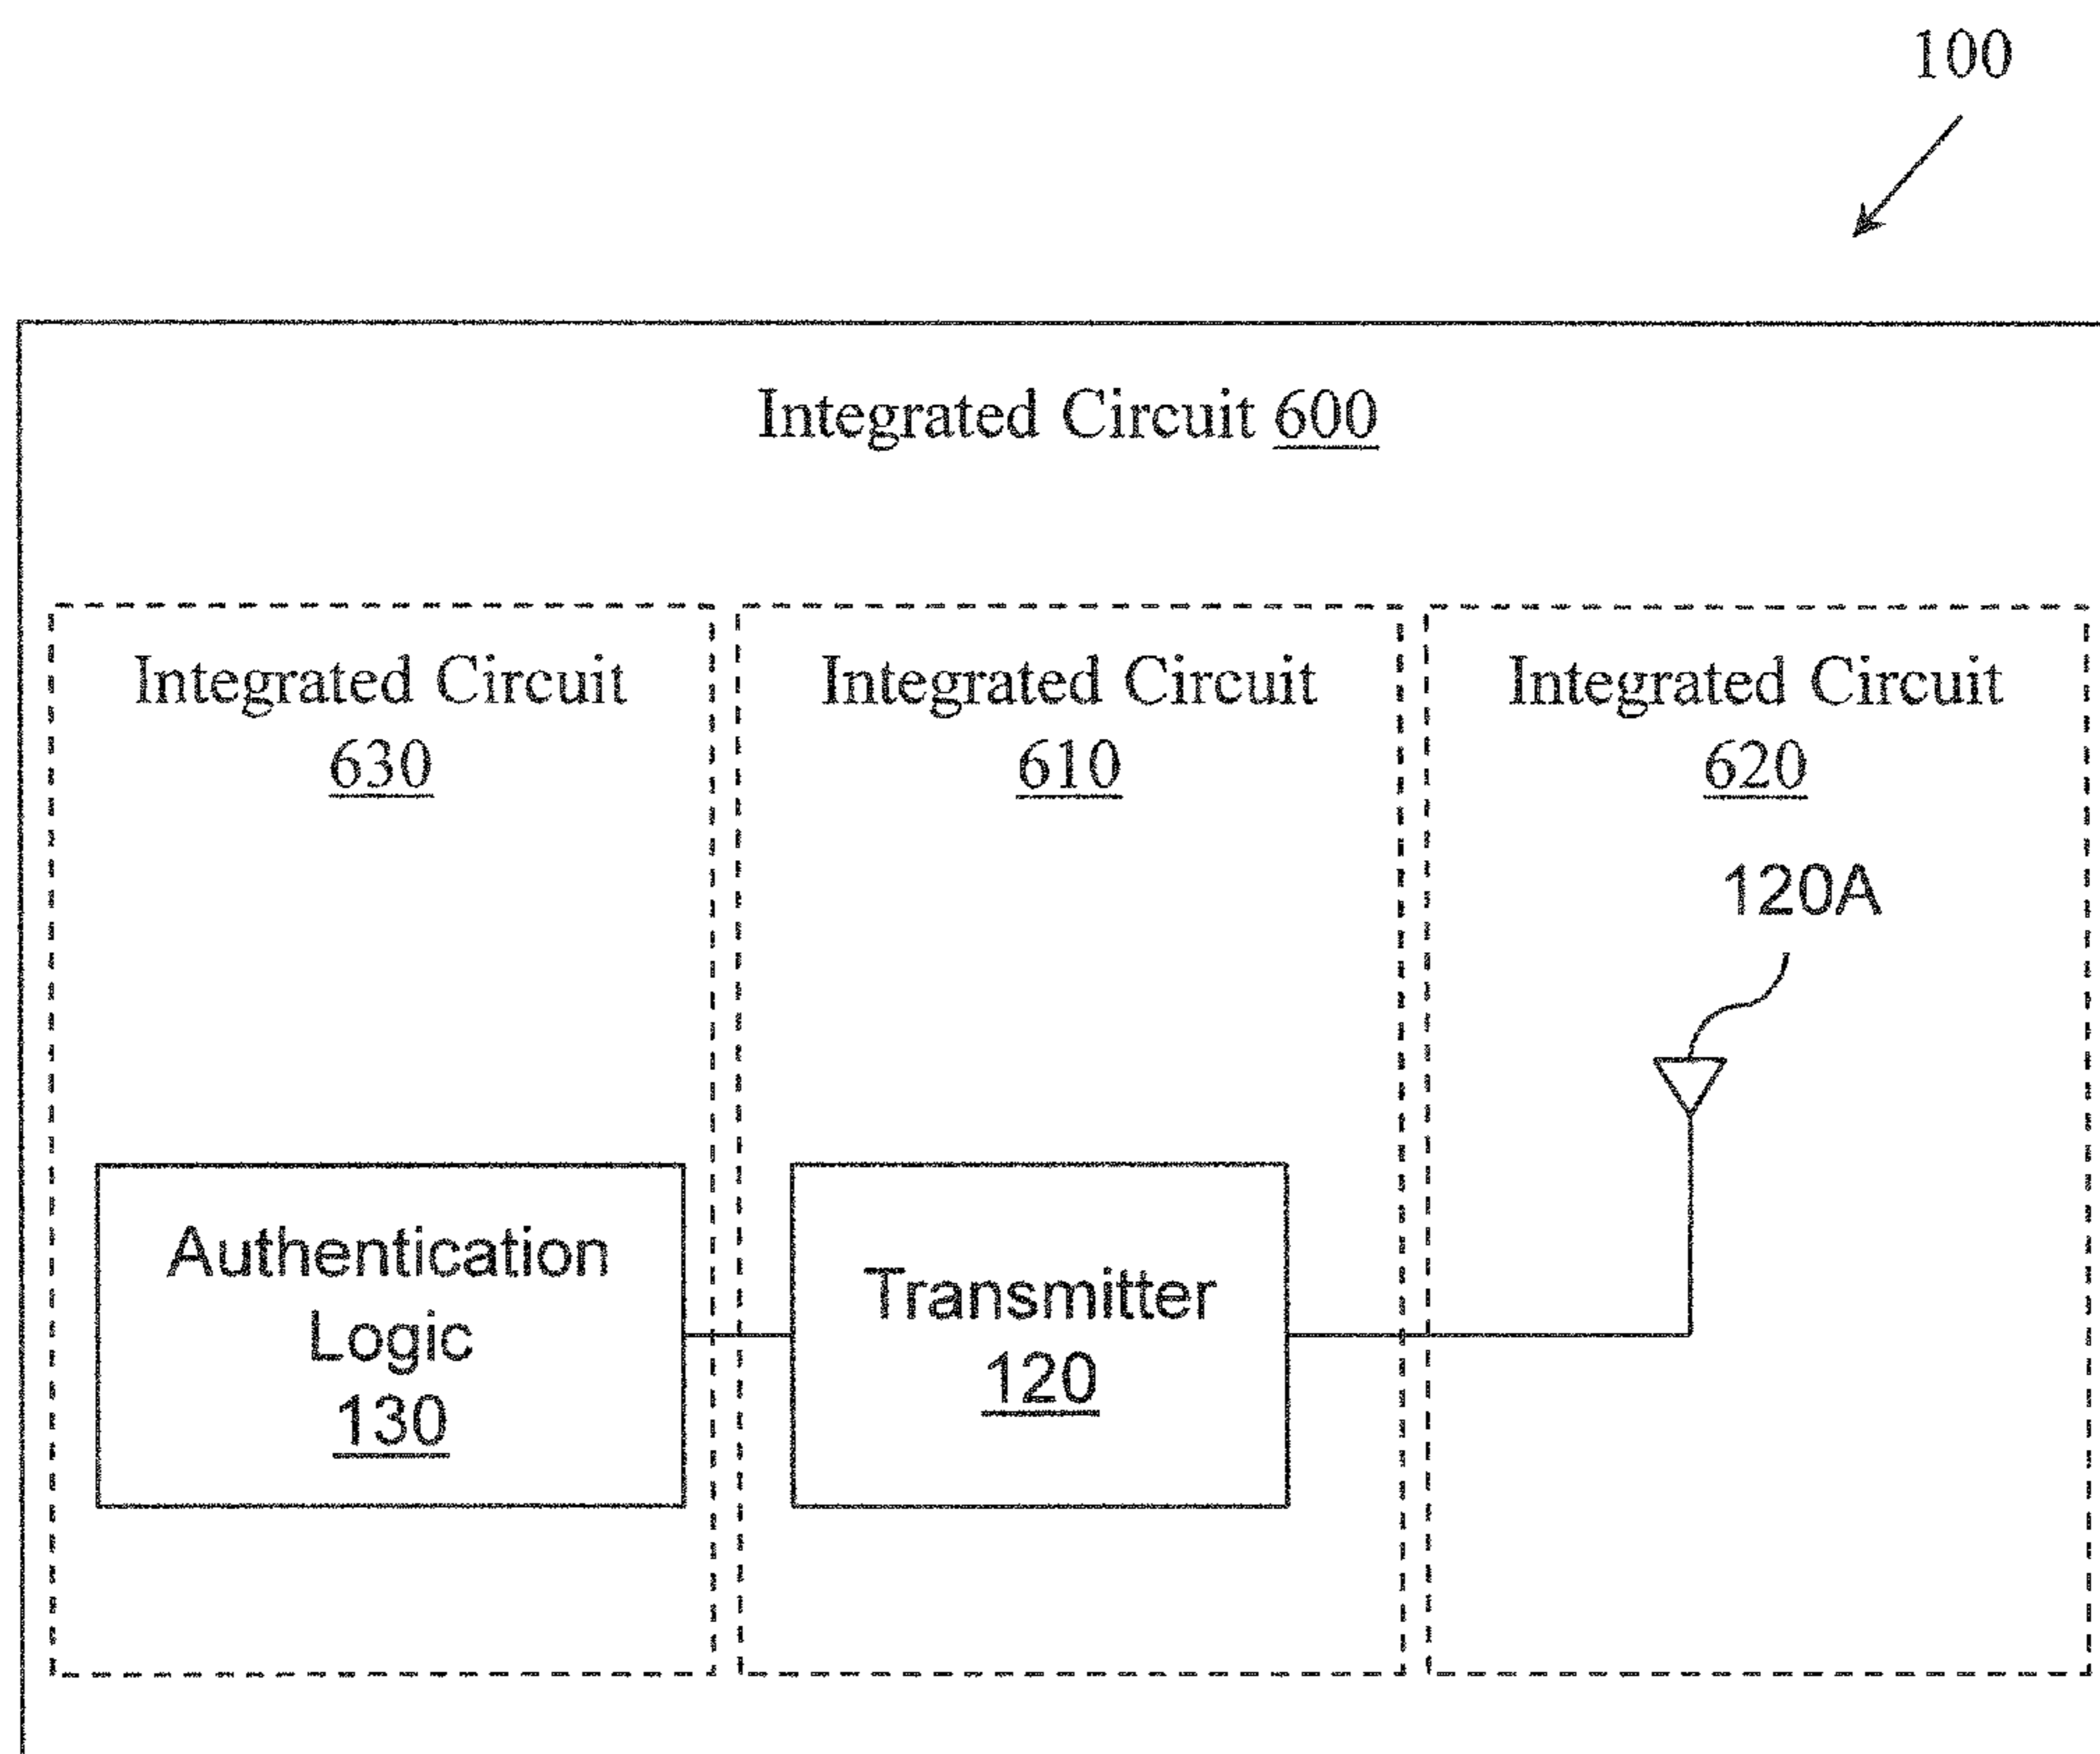 100
Integrated Circuit 600
Integrated Circuit
630
Integrated Circuit
610
Integrated Circuit
620
120A
Authentication
Logic
130
Transmitter
120